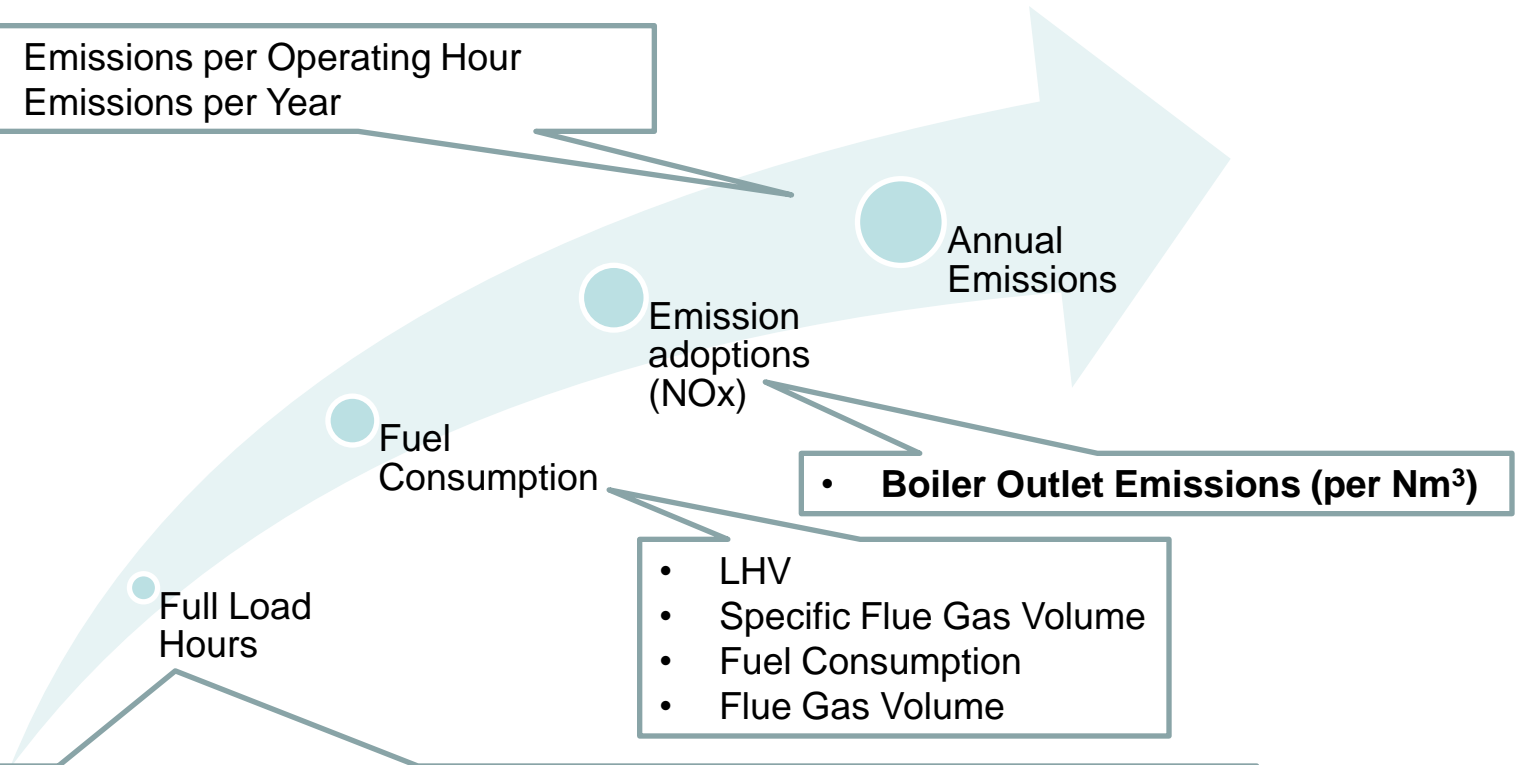 Emissions per Operating Hour
Emissions per Year
Annual
Emissions
Emission
adoptions
(NOx)
Fuel
Consumption
• Boiler Outlet Emissions (per Nm³)
• LHV
• Specific Flue Gas Volume
• Fuel Consumption
• Flue Gas Volume
Full Load
Hours